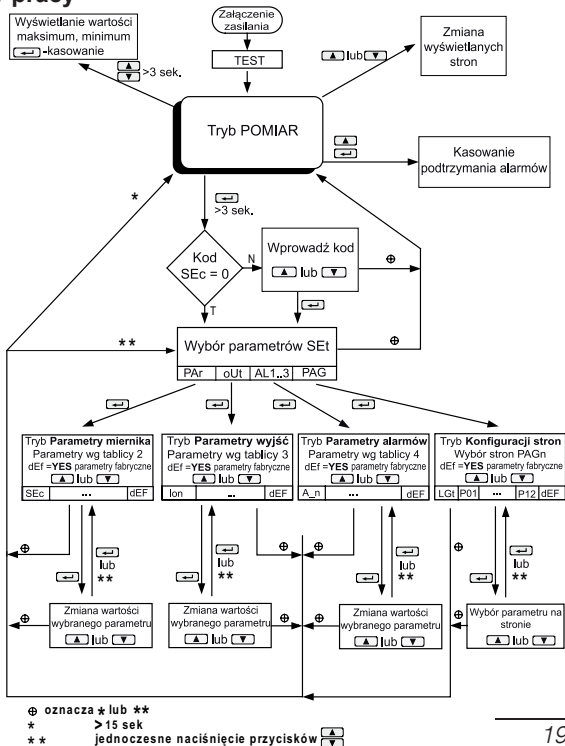 pracy
Wyświetlanie wartości
maksimum, minimum
-kasowanie
>3 sek.
Załączenie
zasilania
TEST
lub
Zmiana
wyświetlanych
stron
Tryb POMIAR
Kasowanie
podtrzymania alarmów
*
>3 sek.
Kod
SEc = 0
N
T
Wprowadź kod
lub
⊕
**
Wybór parametrów SEt
⊕
PAr oUt AL1..3 PAG
Tryb Parametry miernika
Parametry wg tablicy 2
dEf =YES parametry fabryczne
lub
SEc ... dEF
Tryb Parametry wyjść
Parametry wg tablicy 3
dEf =YES parametry fabryczne
lub
Ion ... dEF
Tryb Parametry alarmów
Parametry wg tablicy 4
dEf =YES parametry fabryczne
lub
A_n ... dEF
Tryb Konfiguracji stron
Wybór stron PAGn
dEf =YES parametry fabryczne
lub
LGt P01 ... P12 dEF
⊕ lub ** lub ** ⊕ ⊕ lub ** ⊕ lub **
⊕ Zmiana wartości
wybranego parametru
lub
Zmiana wartości
wybranego parametru
lub
⊕ ⊕
Zmiana wartości
wybranego parametru
lub
⊕
Wybór parametru na
stronie
lub
⊕ oznacza * lub **
* >15 sek
** jednoczesne naciśnięcie przycisków
19